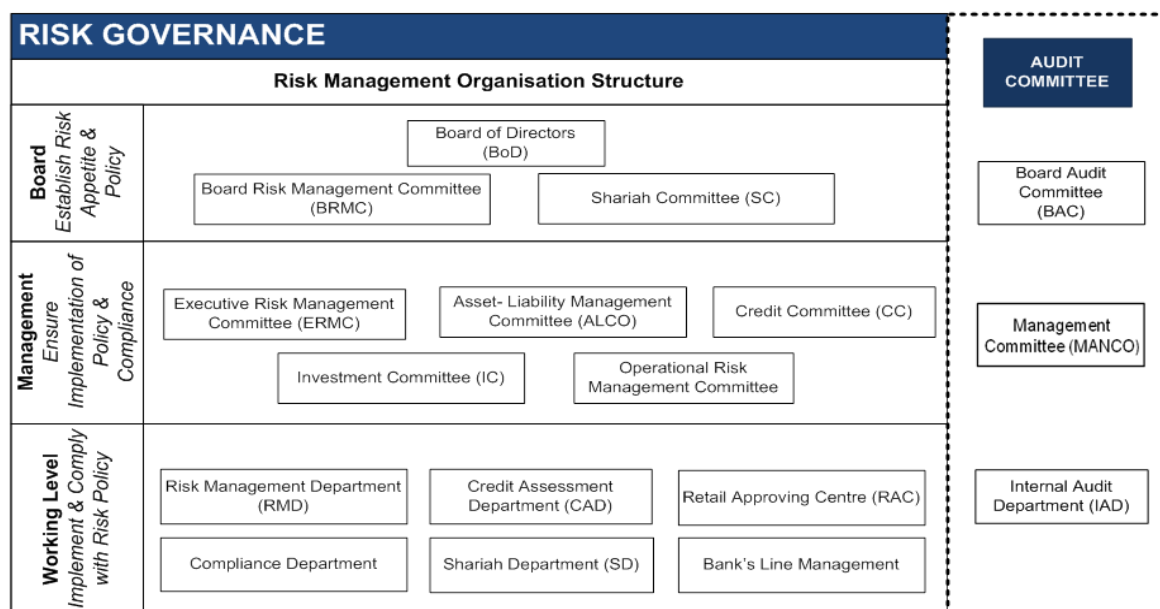 RISK GOVERNANCE
Risk Management Organisation Structure
AUDIT
COMMITTEE
Board
Establish Risk
Appetite &
Policy
Board of Directors
(BoD)
Board Risk Management Committee
(BRMC)
Shariah Committee (SC)
Board Audit
Committee
(BAC)
Management
Ensure
Implementation of
Policy &
Compliance
Executive Risk Management
Committee (ERMC)
Asset- Liability Management
Committee (ALCO)
Credit Committee (CC)
Investment Committee (IC)
Operational Risk
Management Committee
Management
Committee (MANCO)
Working Level
Implement & Comply
with Risk Policy
Risk Management Department
(RMD)
Credit Assessment
Department (CAD)
Retail Approving Centre (RAC)
Compliance Department
Shariah Department (SD)
Bank's Line Management
Internal Audit
Department (IAD)